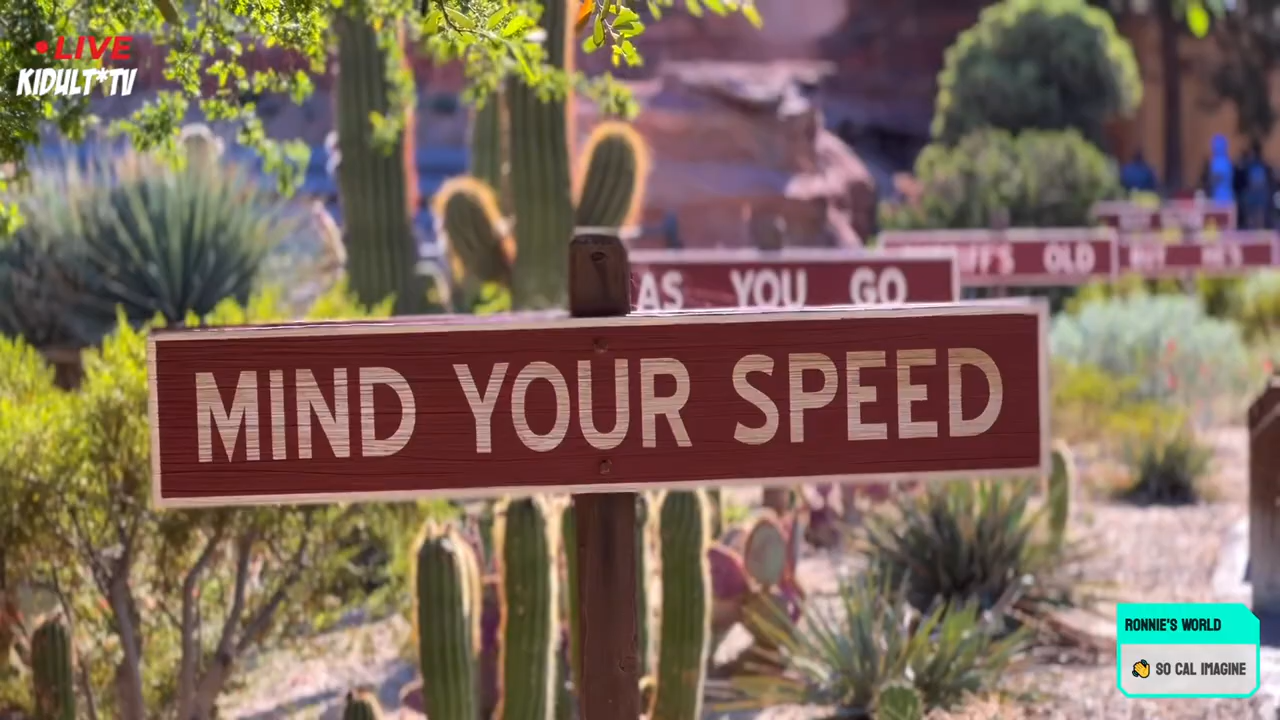 LIVE
KIDULT*TV
OLD
AS YOU GO
MIND YOUR SPEED
RONNIE'S WORLD
SO CAL IMAGINE